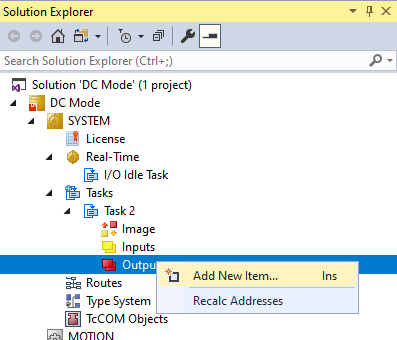 Solution Explorer
Search Solution Explorer (Ctrl+;)
Solution 'DC Mode' (1 project)
DC Mode
SYSTEM
License
Real-Time
I/O Idle Task
Tasks
Task 2
Image
Inputs
Outpu
Add New Item... Ins
Recalc Addresses
Routes
Type System
TcCOM Objects
MOTION